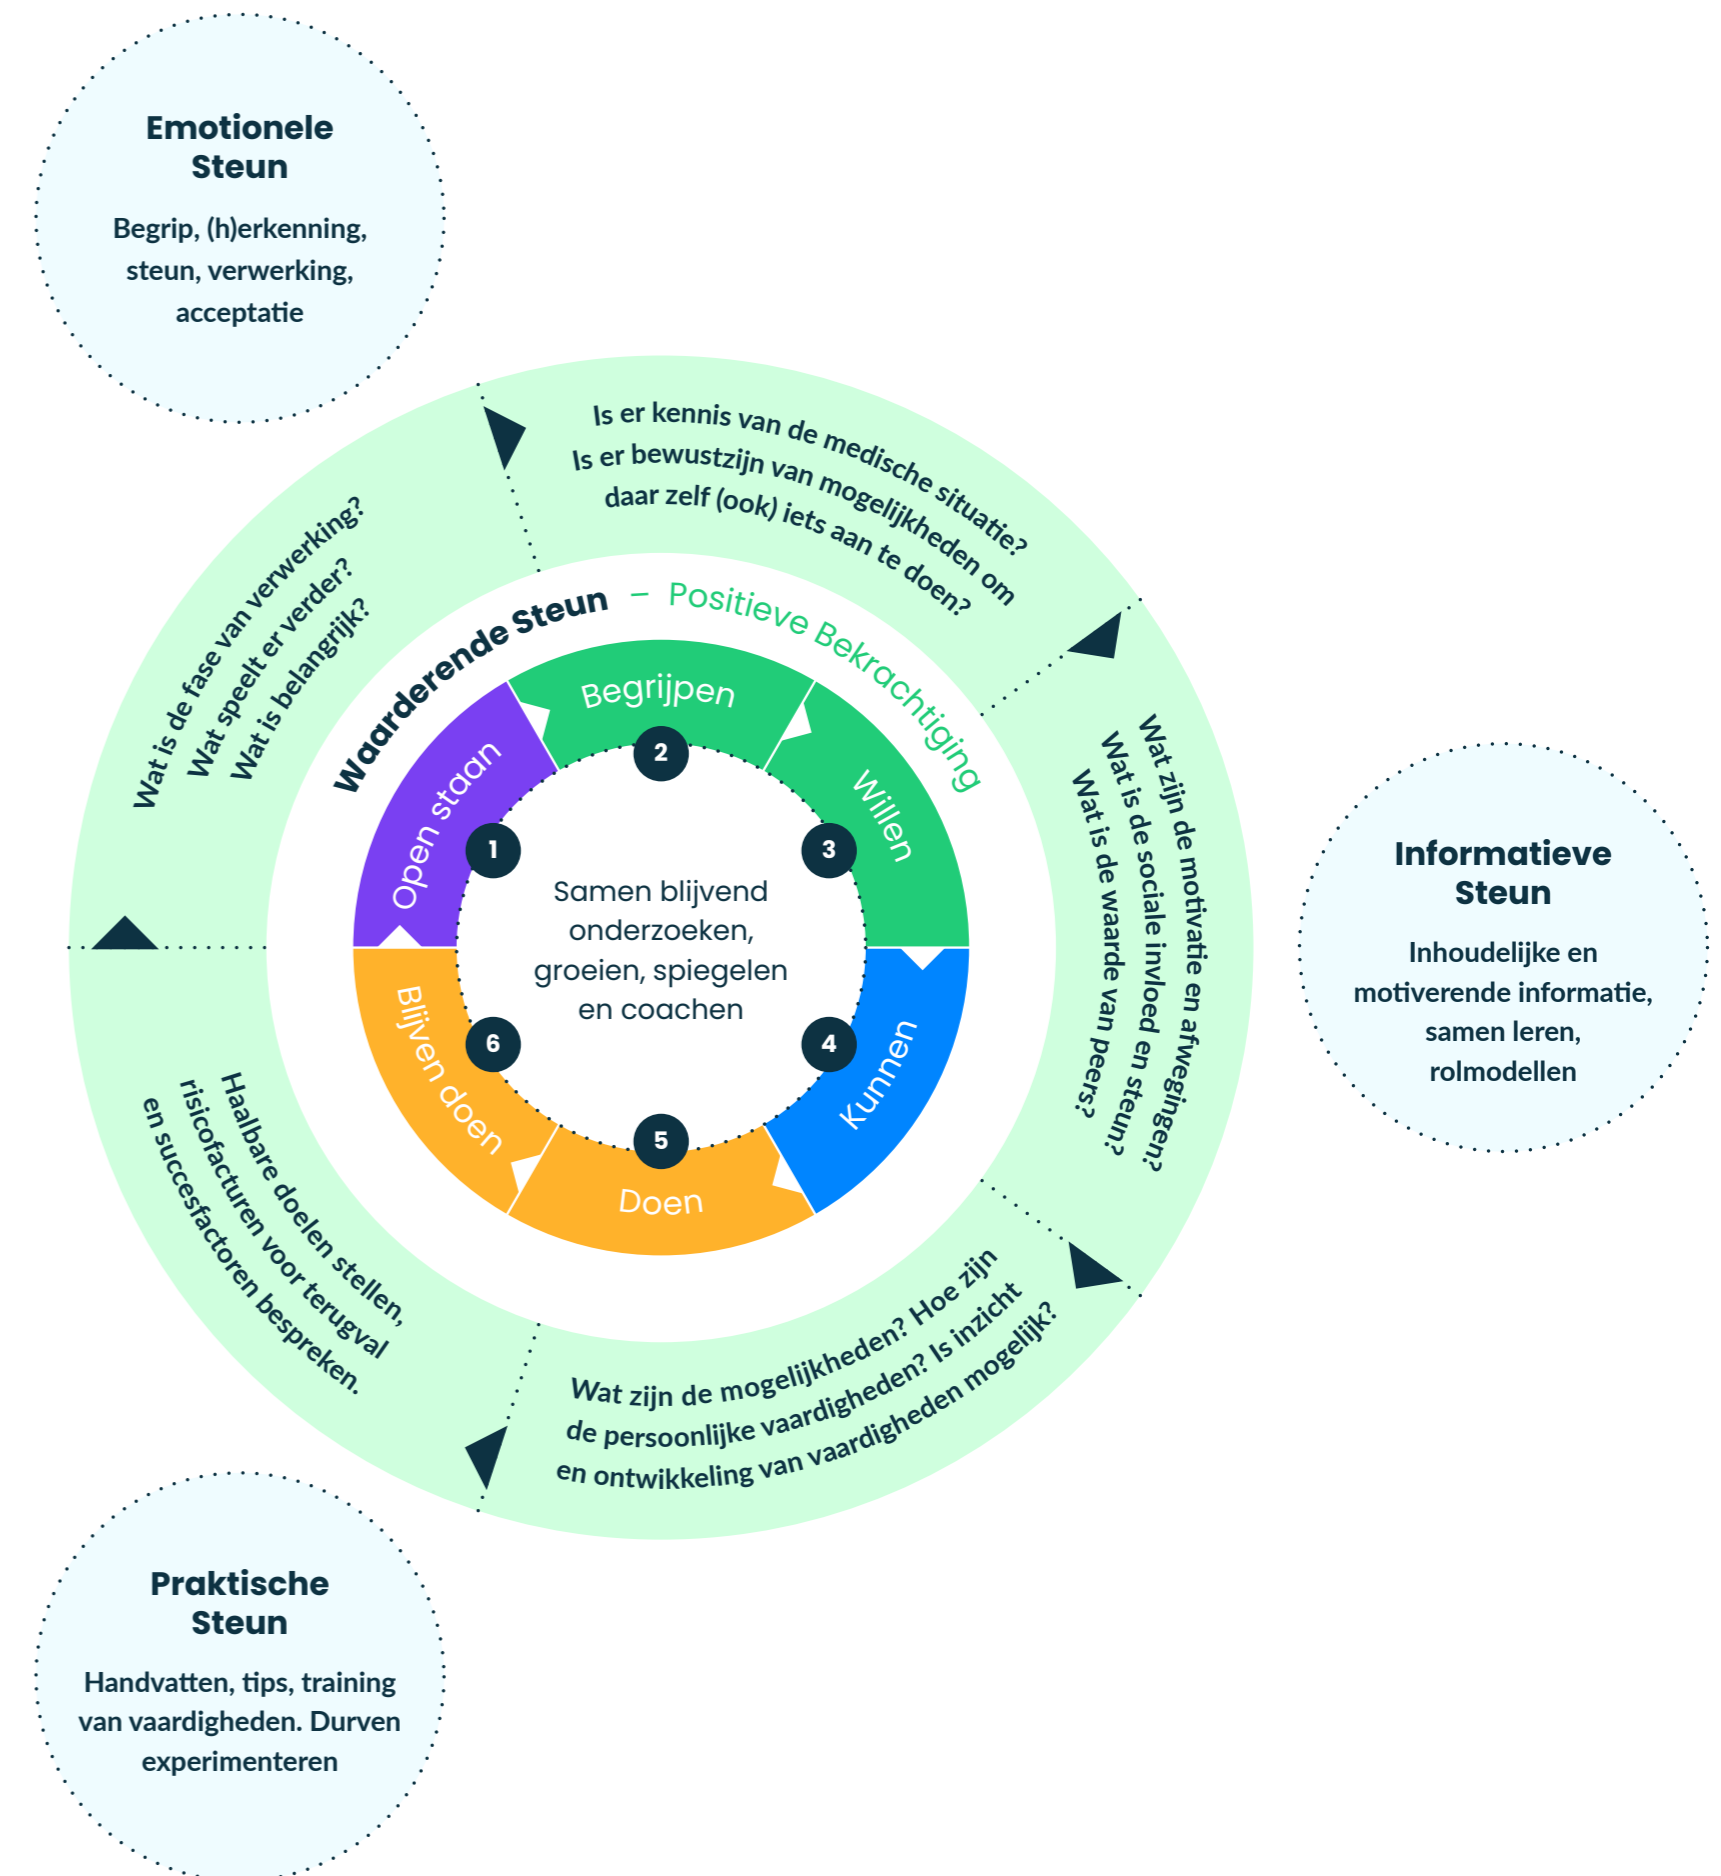 Emotionele
Steun
Begrip, (h)erkenning,
steun, verwerking,
acceptatie
Is er kennis van de medische situatie?
Is er bewustzijn van mogelijkheden om
daar zelf (ook) iets aan te doen?
Wat is de fase van verwerking?
Wat speelt er verder?
Wat is belangrijk?
Waarderende Steun – Positieve Bekrachtiging
Wat zijn de motivatie en afwegingen?
Wat is de sociale invloed en steun?
Wat is de waarde van peers?
Informatieve
Steun
Inhoudelijke en
motiverende informatie,
samen leren,
rolmodellen
Open staan
1
Begrijpen
2
Willen
3
Kunnen
4
Doen
5
Blijven doen
6
Samen blijvend
onderzoeken,
groeien, spiegelen
en coachen
Wat zijn de mogelijkheden? Hoe zijn
de persoonlijke vaardigheden? Is inzicht
en ontwikkeling van vaardigheden mogelijk?
Haalbare doelen stellen,
risicofacturen voor terugval
en succesfactoren bespreken.
Praktische
Steun
Handvatten, tips, training
van vaardigheden. Durven
experimenteren